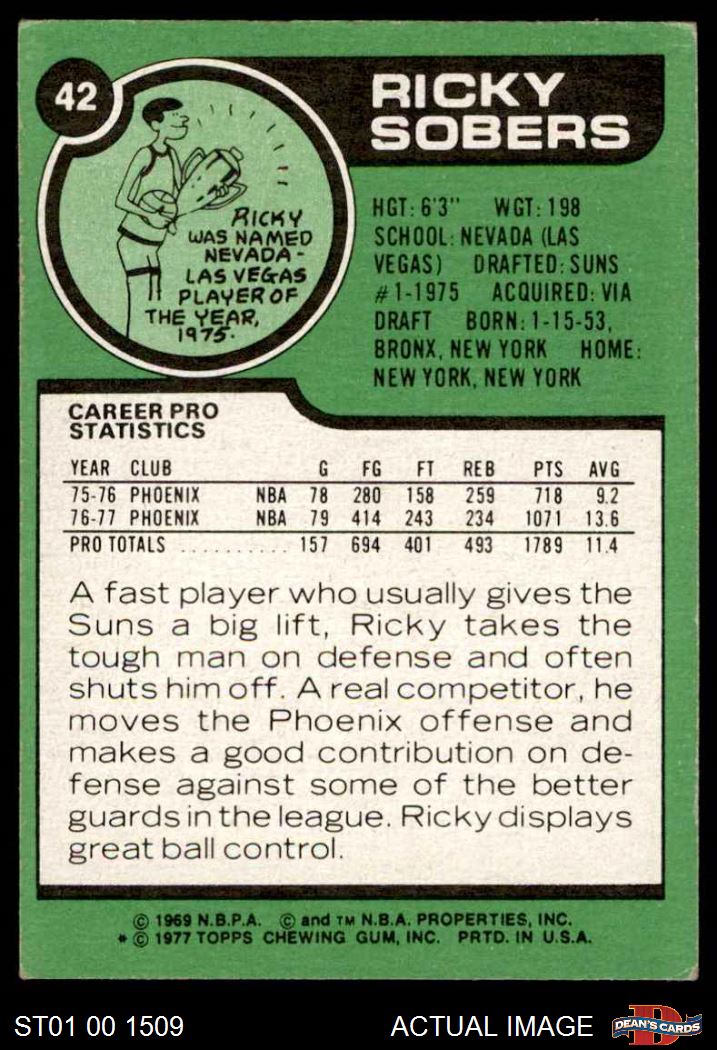 42
RICKY
SOBERS
RICKY
WAS NAMED
NEVADA-
LAS VEGAS
PLAYER OF
THE YEAR,
1975.
HGT: 6'3" WGT: 198
SCHOOL: NEVADA (LAS
VEGAS) DRAFTED: SUNS
#1-1975 ACQUIRED: VIA
DRAFT BORN: 1-15-53,
BRONX, NEW YORK HOME:
NEW YORK, NEW YORK
CAREER PRO
STATISTICS
YEAR CLUB G FG FT REB PTS AVG
75-76 PHOENIX NBA 78 280 158 259 718 9.2
76-77 PHOENIX NBA 79 414 243 234 1071 13.6
PRO TOTALS .......... 157 694 401 493 1789 11.4
A fast player who usually gives the
Suns a big lift, Ricky takes the
tough man on defense and often
shuts him off. A real competitor, he
moves the Phoenix offense and
makes a good contribution on de-
fense against some of the better
guards in the league. Ricky displays
great ball control.
© 1969 N.B.P.A. © and TM N.B.A. PROPERTIES, INC.
* © 1977 TOPPS CHEWING GUM, INC. PRTD. IN U.S.A.
ST01 00 1509 ACTUAL IMAGE D DEAN'S CARDS